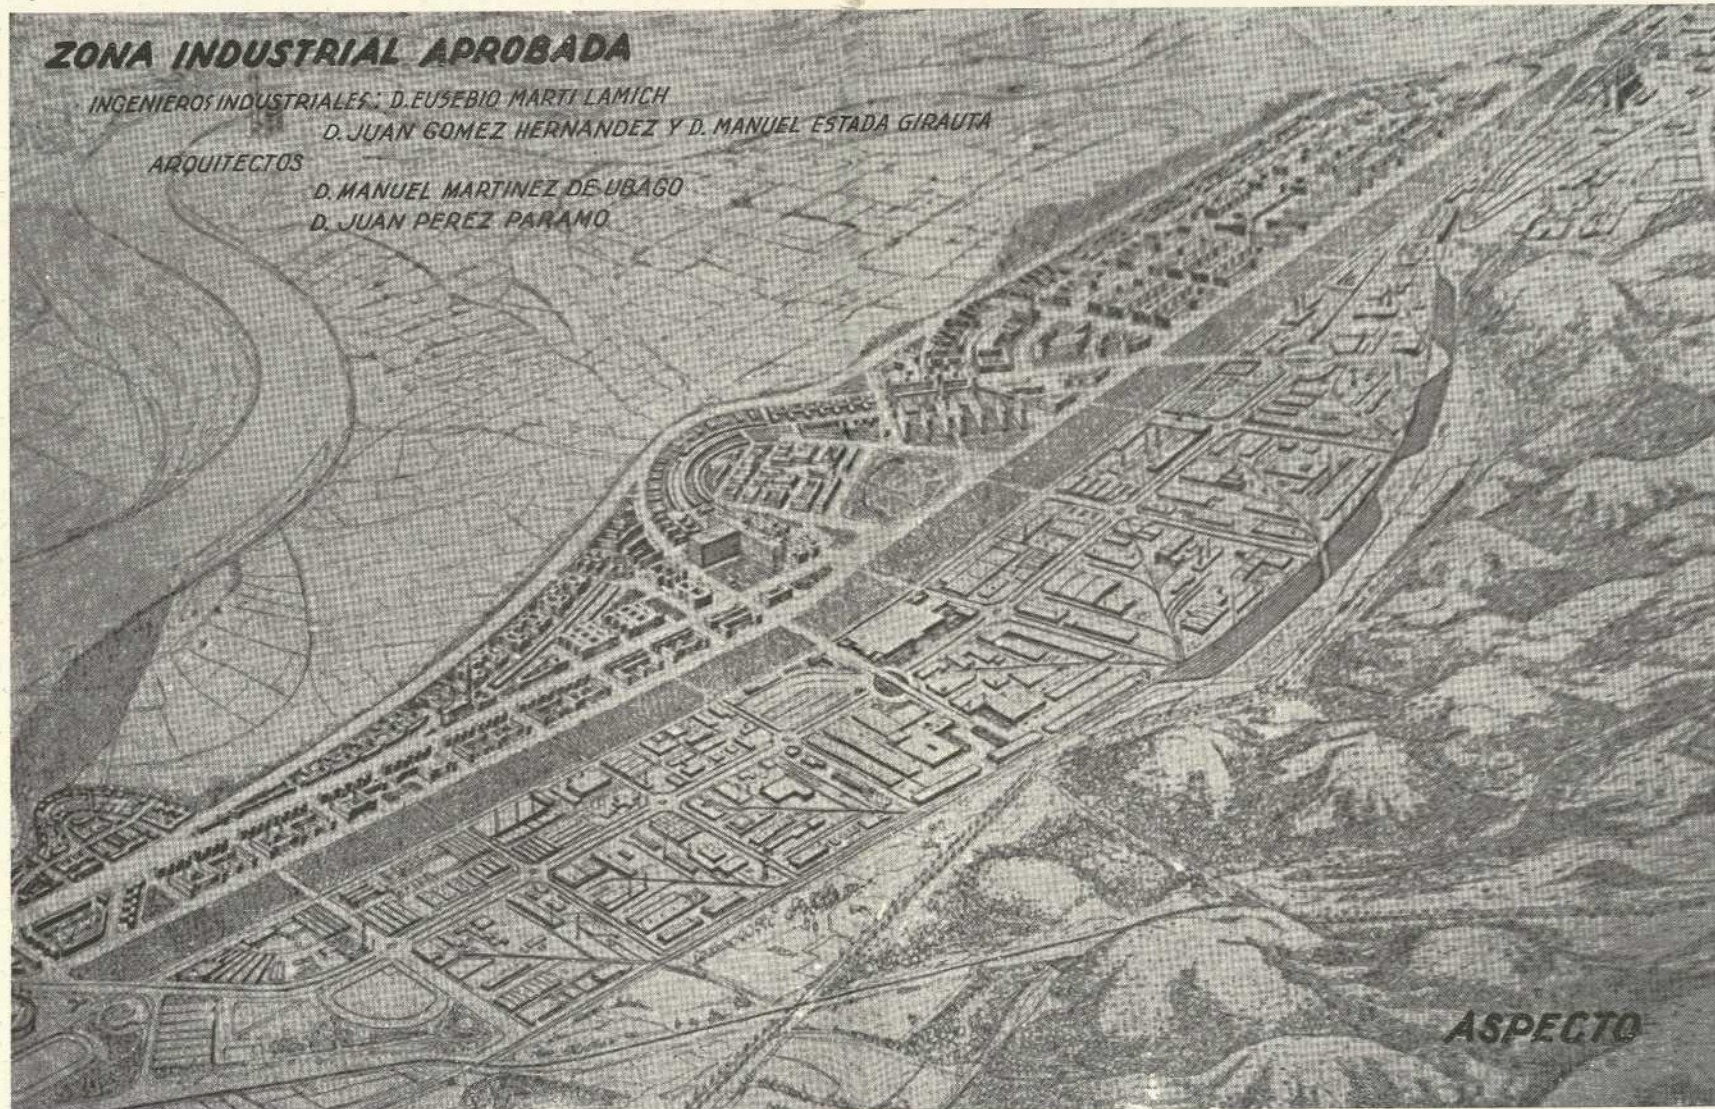 ZONA INDUSTRIAL APROBADA
INGENIEROS INDUSTRIALES: D. EUSEBIO MARTI LAMICH
D. JUAN GOMEZ HERNANDEZ Y D. MANUEL ESTADA GIRAUTA
ARQUITECTOS
D. MANUEL MARTINEZ DE UBAGO
D. JUAN PEREZ PARAMO
ASPECTO